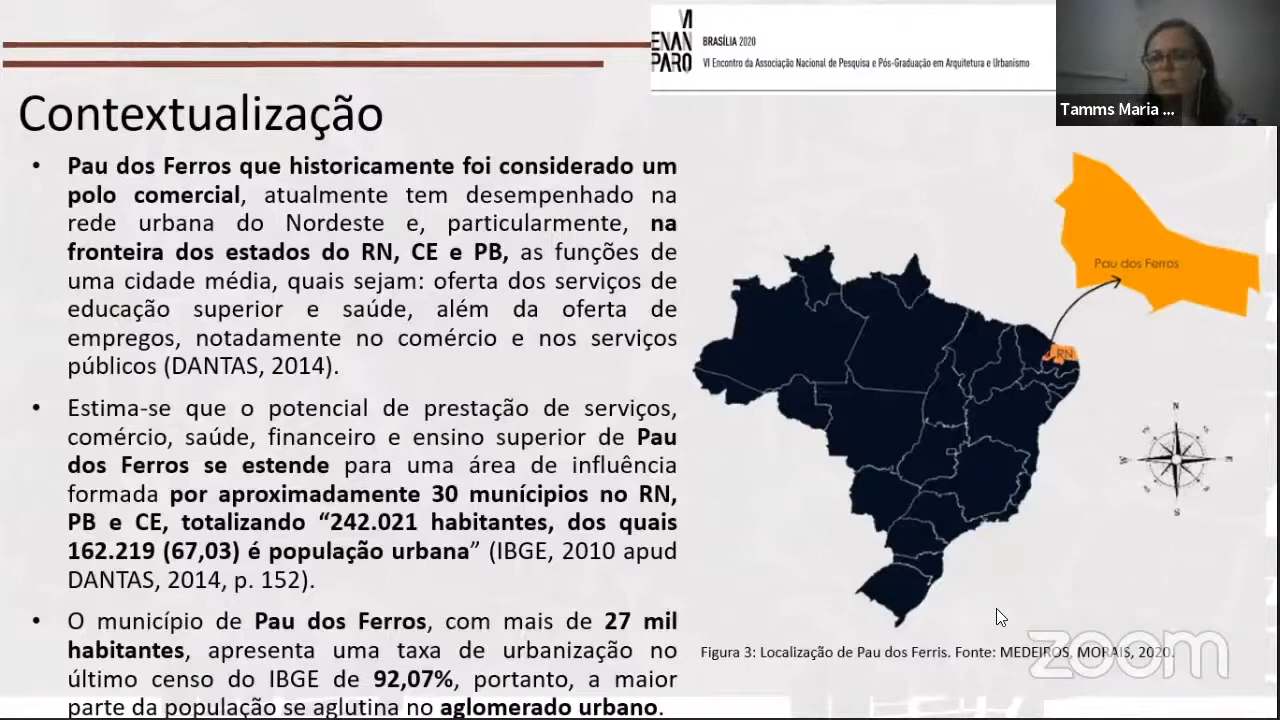 VI
ENAN
PARQ
BRASÍLIA 2020
VI Encontro da Associação Nacional de Pesquisa e Pós-Graduação em Arquitetura e Urbanismo
Tamms Maria ...
Contextualização
• Pau dos Ferros que historicamente foi considerado um
polo comercial, atualmente tem desempenhado na
rede urbana do Nordeste e, particularmente, na
fronteira dos estados do RN, CE e PB, as funções de
uma cidade média, quais sejam: oferta dos serviços de
educação superior e saúde, além da oferta de
empregos, notadamente no comércio e nos serviços
públicos (DANTAS, 2014).
• Estima-se que o potencial de prestação de serviços,
comércio, saúde, financeiro e ensino superior de Pau
dos Ferros se estende para uma área de influência
formada por aproximadamente 30 munícipios no RN,
PB e CE, totalizando “242.021 habitantes, dos quais
162.219 (67,03) é população urbana” (IBGE, 2010 apud
DANTAS, 2014, p. 152).
• O município de Pau dos Ferros, com mais de 27 mil
habitantes, apresenta uma taxa de urbanização no
último censo do IBGE de 92,07%, portanto, a maior
parte da população se aglutina no aglomerado urbano.
Pau dos Ferros
RN
N
W
E
S
Figura 3: Localização de Pau dos Ferris. Fonte: MEDEIROS, MORAIS, 2020.
zoom